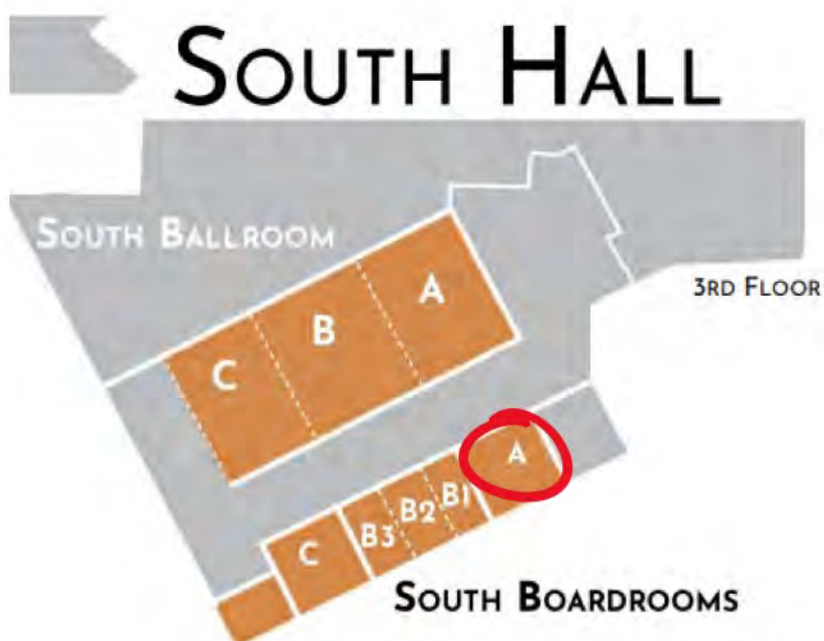 SOUTH HALL
SOUTH BALLROOM
3RD FLOOR
A
B
C
A
B1
B2
B3
C
SOUTH BOARDROOMS